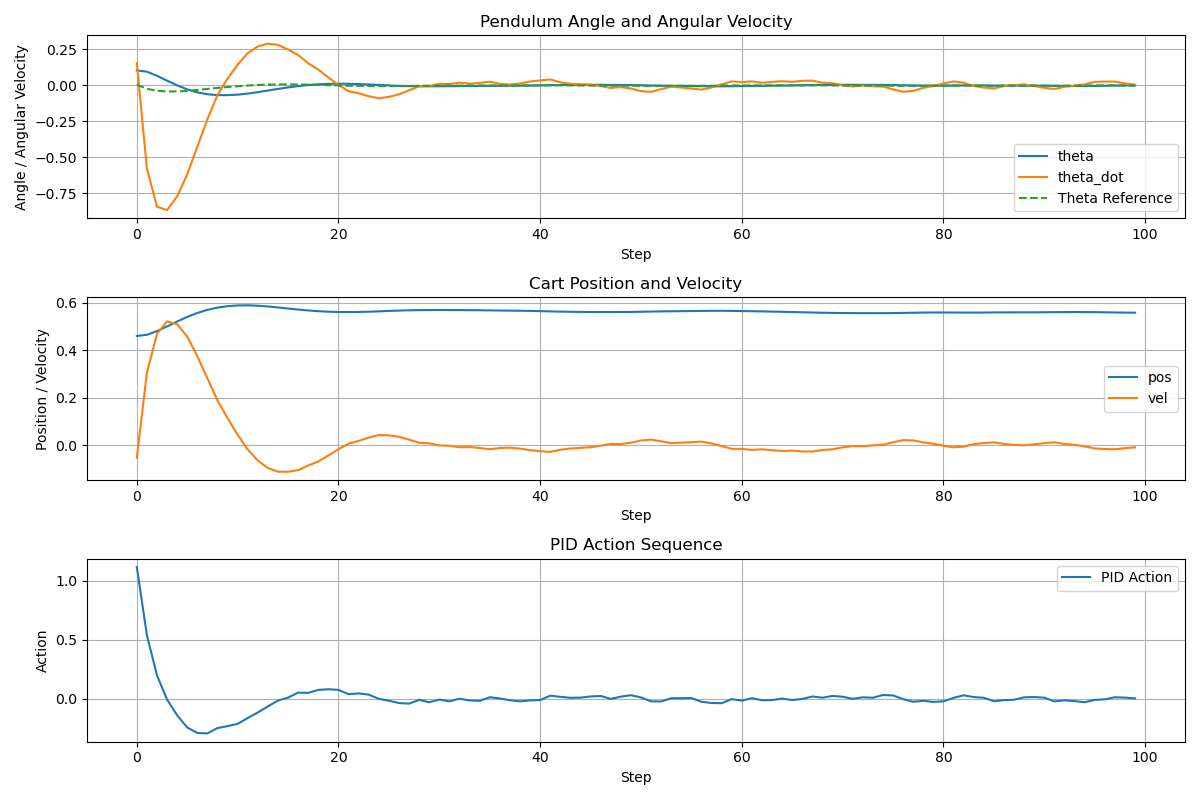 Pendulum Angle and Angular Velocity
Angle / Angular Velocity
0.25
0.00
−0.25
−0.50
−0.75
theta
theta_dot
Theta Reference
0 20 40 60 80 100
Step
Cart Position and Velocity
Position / Velocity
0.6
0.4
0.2
0.0
pos
vel
0 20 40 60 80 100
Step
PID Action Sequence
Action
1.0
0.5
0.0
PID Action
0 20 40 60 80 100
Step